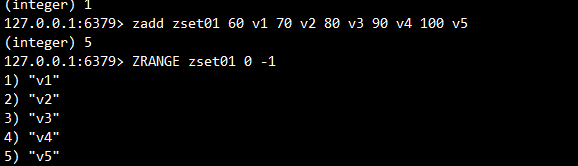 (integer) 1
127.0.0.1:6379> zadd zset01 60 v1 70 v2 80 v3 90 v4 100 v5
(integer) 5
127.0.0.1:6379> ZRANGE zset01 0 -1
1) "v1"
2) "v2"
3) "v3"
4) "v4"
5) "v5"